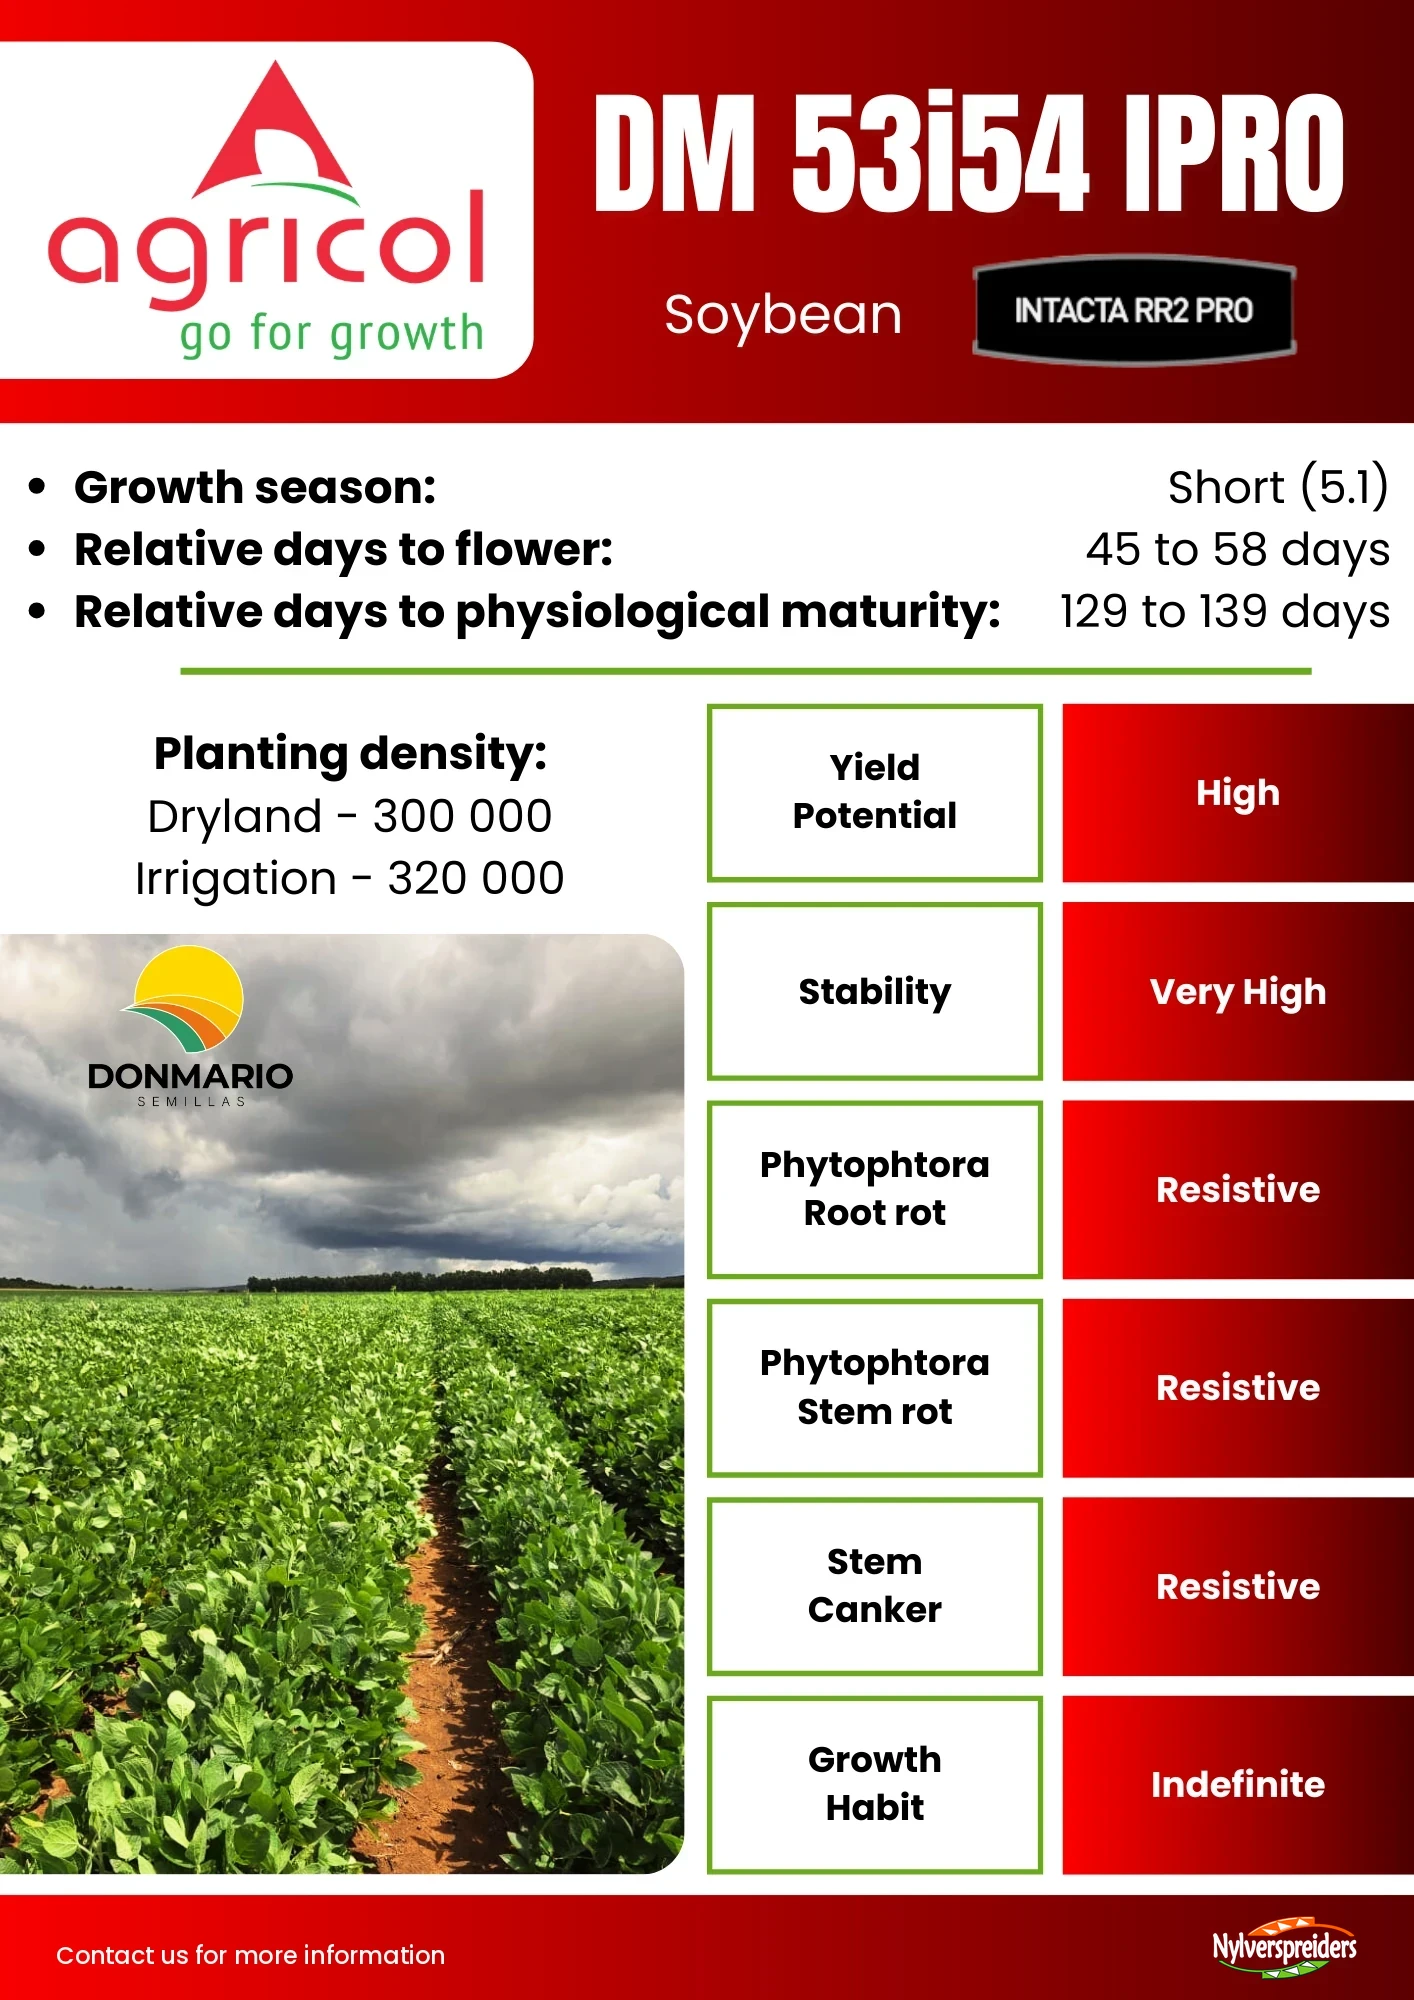 agricol
go for growth
DM 53i54 IPRO
Soybean
INTACTA RR2 PRO
• Growth season: Short (5.1)
• Relative days to flower: 45 to 58 days
• Relative days to physiological maturity: 129 to 139 days
Planting density:
Dryland - 300 000
Irrigation - 320 000
DONMARIO
SEMILLAS
Yield
Potential
High
Stability
Very High
Phytophtora
Root rot
Resistive
Phytophtora
Stem rot
Resistive
Stem
Canker
Resistive
Growth
Habit
Indefinite
Contact us for more information
Nylverspreiders